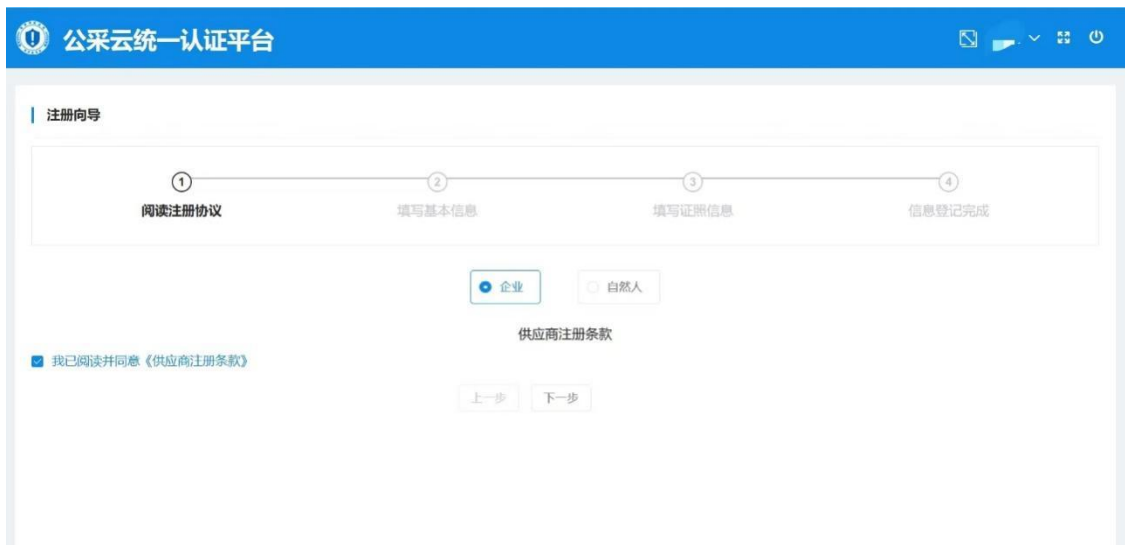 公采云统一认证平台
注册向导
1 2 3 4
阅读注册协议 填写基本信息 填写证照信息 信息登记完成
企业 自然人
供应商注册条款
我已阅读并同意《供应商注册条款》
上一步 下一步